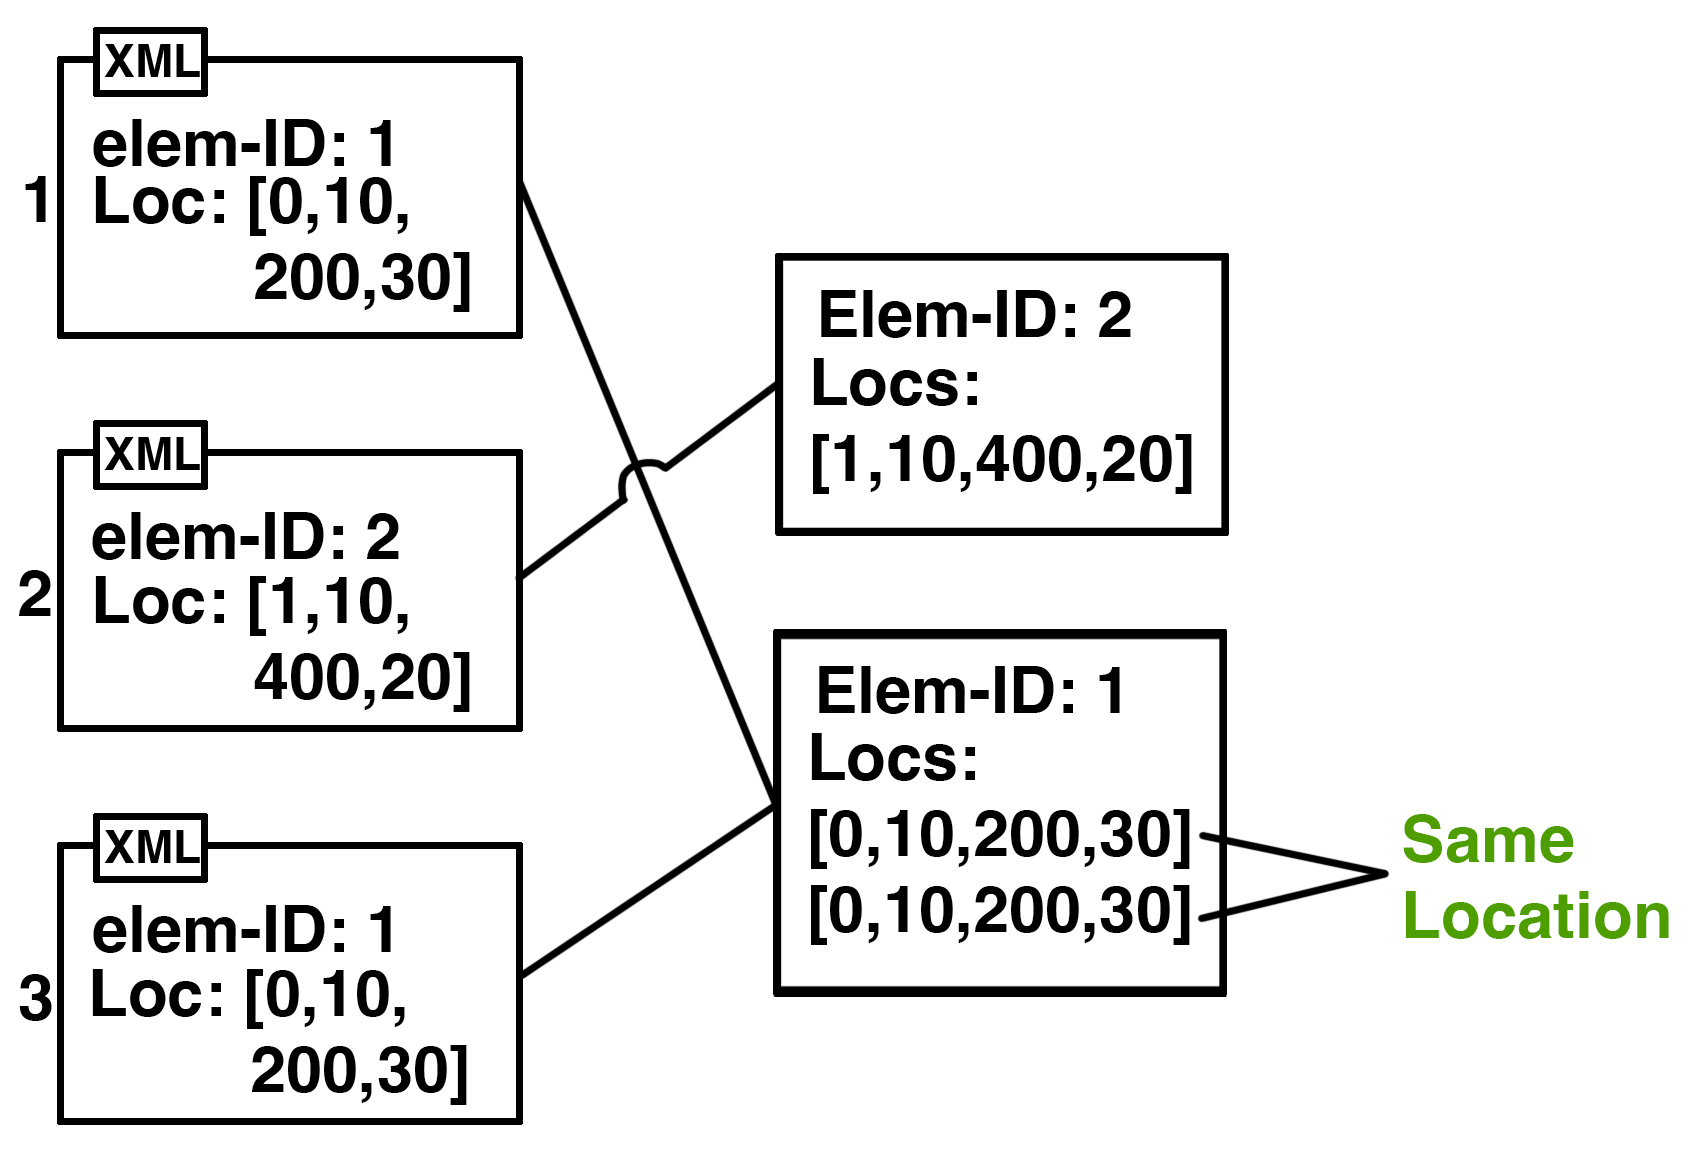 XML
elem-ID: 1
1
Loc: [0,10,
200,30]
XML
elem-ID: 2
2
Loc: [1,10,
400,20]
XML
elem-ID: 1
3
Loc: [0,10,
200,30]
Elem-ID: 2
Locs:
[1,10,400,20]
Elem-ID: 1
Locs:
[0,10,200,30]
[0,10,200,30]
Same
Location